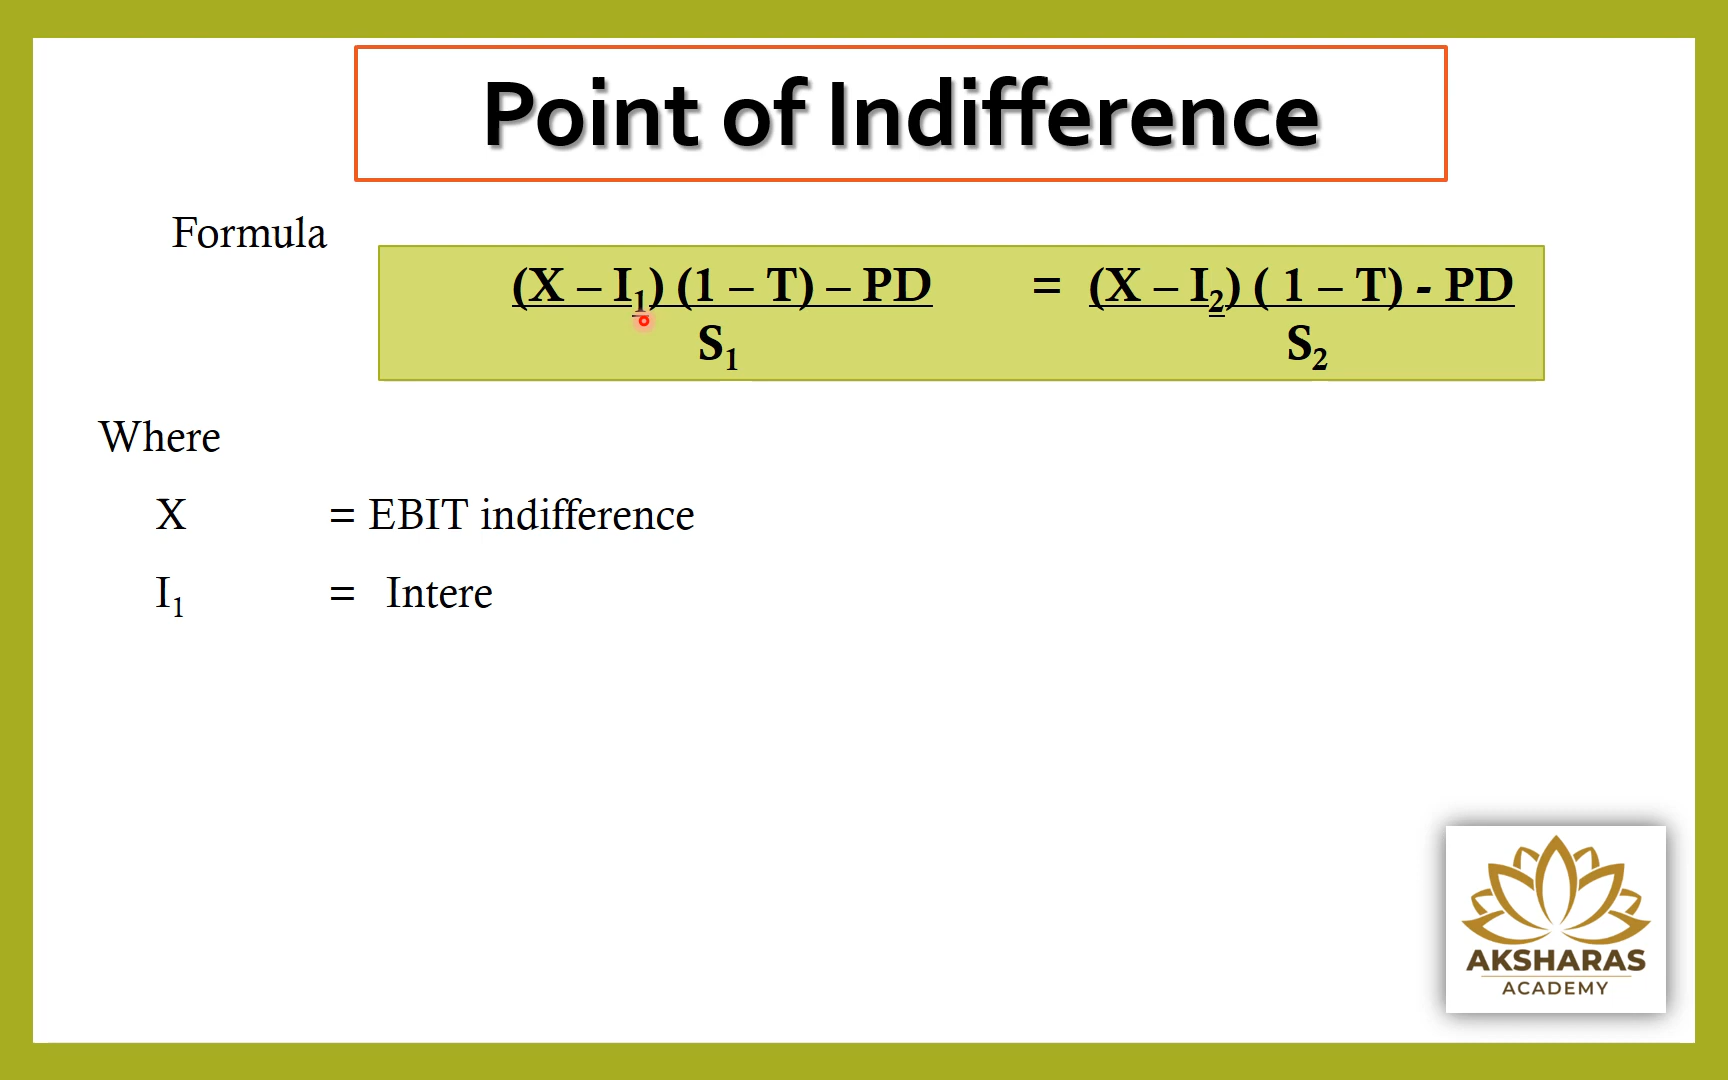 Point of Indifference
Formula
(X – I₁) (1 – T) – PD = (X – I₂) ( 1 – T) - PD
S₁ S₂
Where
X = EBIT indifference
I₁ = Intere
AKSHARAS
ACADEMY